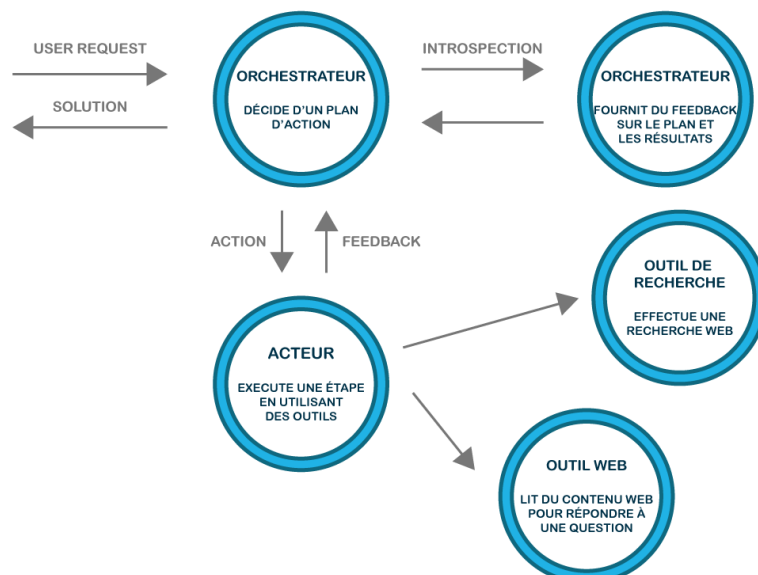 USER REQUEST
SOLUTION
ORCHESTRATEUR
DÉCIDE D'UN PLAN
D'ACTION
INTROSPECTION
ORCHESTRATEUR
FOURNIT DU FEEDBACK
SUR LE PLAN ET
LES RÉSULTATS
ACTION
FEEDBACK
OUTIL DE
RECHERCHE
EFFECTUE UNE
RECHERCHE WEB
ACTEUR
EXECUTE UNE ÉTAPE
EN UTILISANT
DES OUTILS
OUTIL WEB
LIT DU CONTENU WEB
POUR RÉPONDRE À
UNE QUESTION